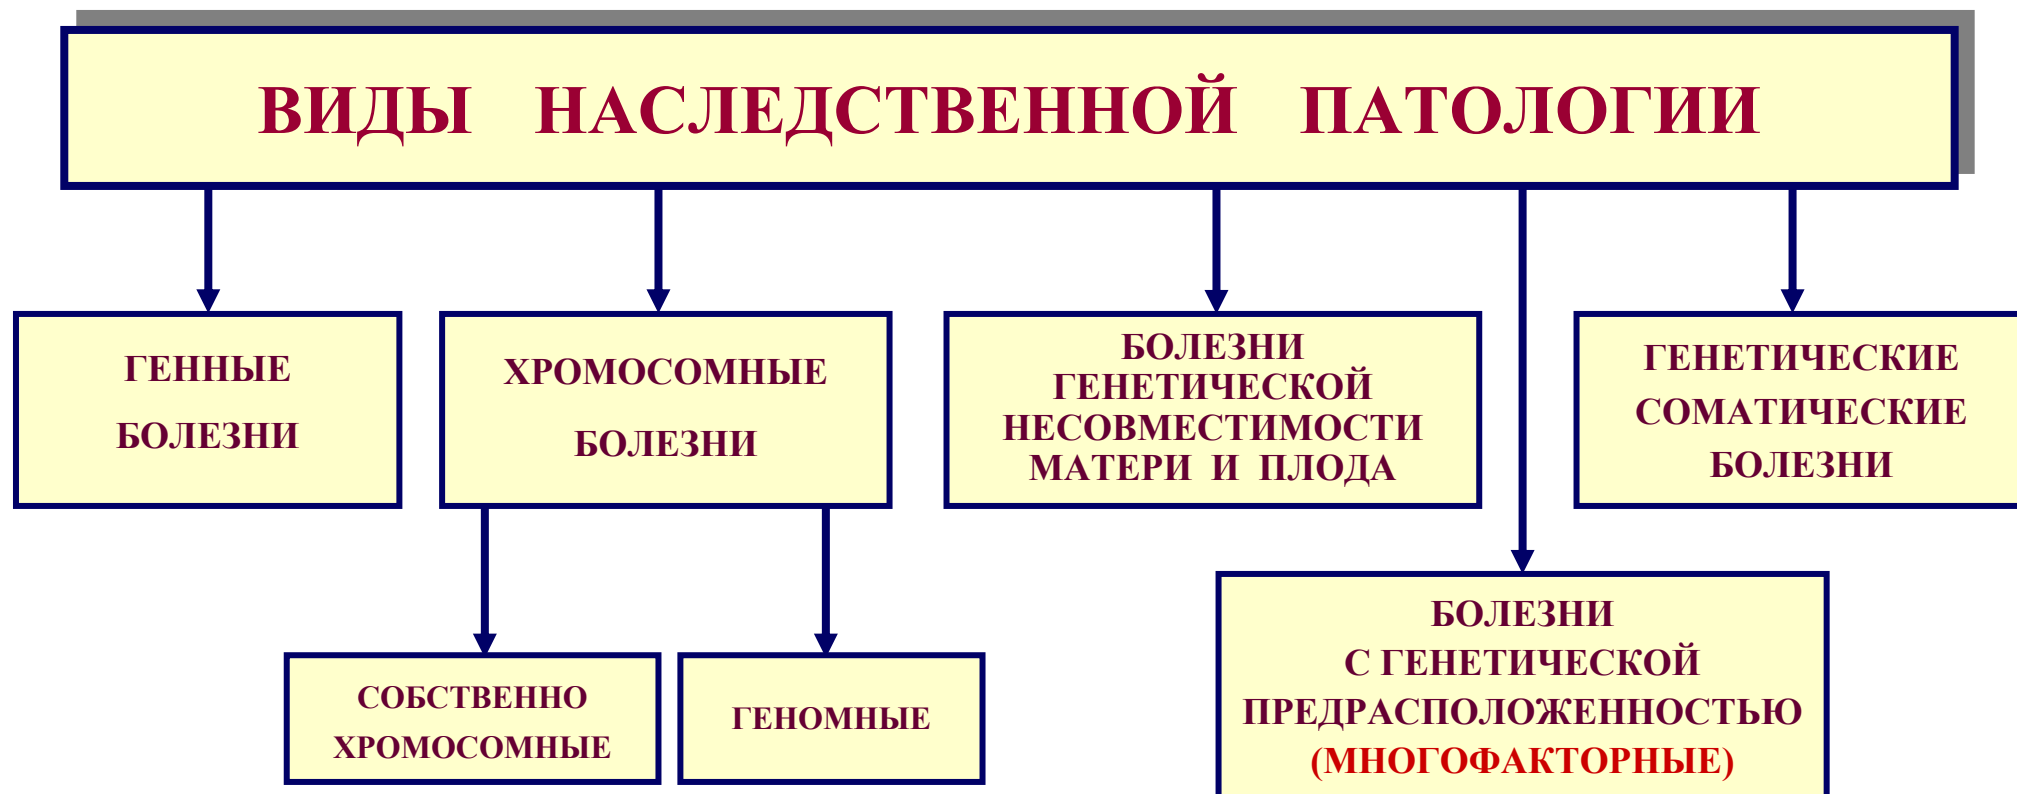 ВИДЫ НАСЛЕДСТВЕННОЙ ПАТОЛОГИИ
ГЕННЫЕ
БОЛЕЗНИ
ХРОМОСОМНЫЕ
БОЛЕЗНИ
БОЛЕЗНИ
ГЕНЕТИЧЕСКОЙ
НЕСОВМЕСТИМОСТИ
МАТЕРИ И ПЛОДА
ГЕНЕТИЧЕСКИЕ
СОМАТИЧЕСКИЕ
БОЛЕЗНИ
СОБСТВЕННО
ХРОМОСОМНЫЕ
ГЕНОМНЫЕ
БОЛЕЗНИ
С ГЕНЕТИЧЕСКОЙ
ПРЕДРАСПОЛОЖЕННОСТЬЮ
(МНОГОФАКТОРНЫЕ)